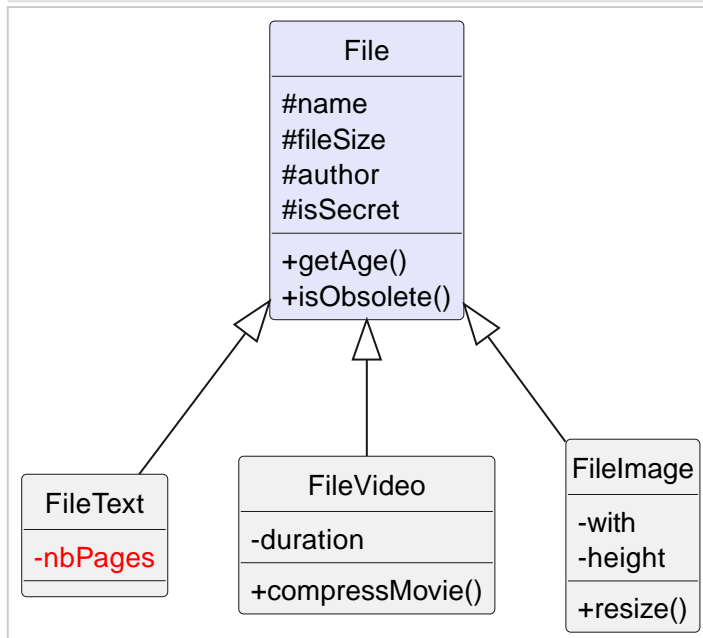 File
#name
#fileSize
#author
#isSecret
+getAge()
+isObsolete()
FileText
-nbPages
FileVideo
-duration
+compressMovie()
FileImage
-with
-height
+resize()